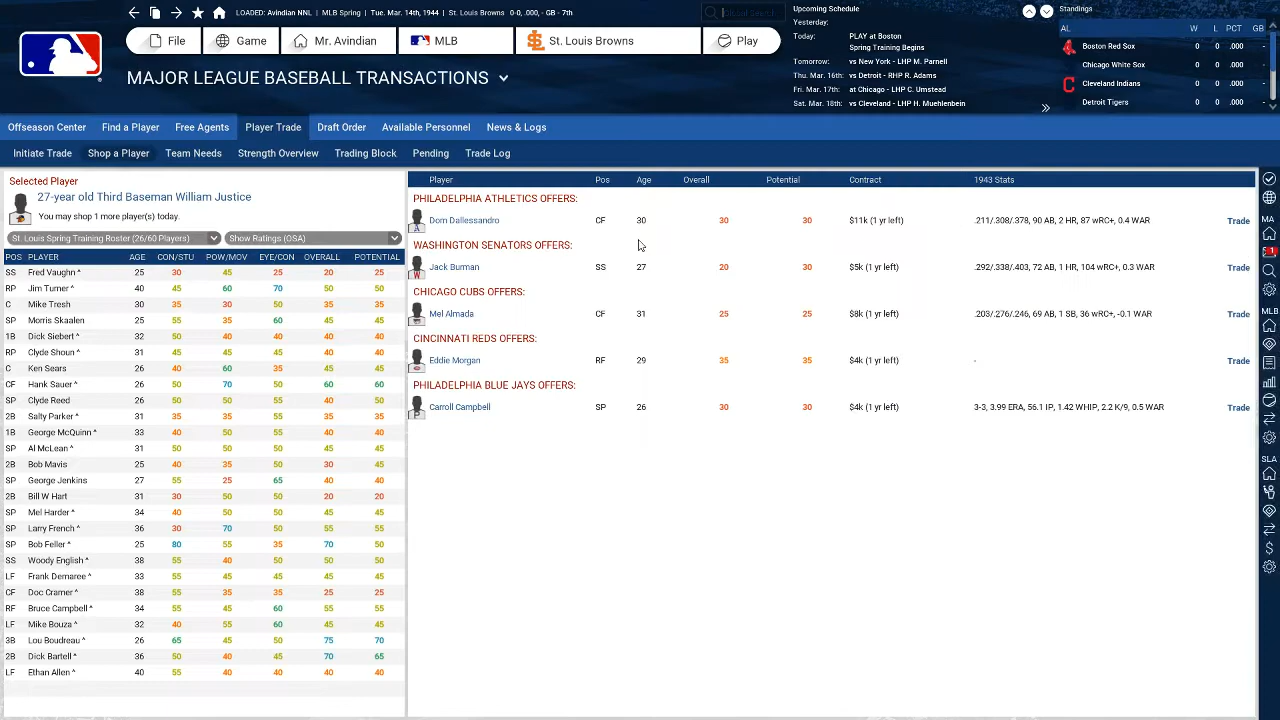 LOADED: Avindian NNL | MLB Spring | Tue. Mar. 14th, 1944 | St. Louis Browns 0-0, .000, - GB - 7th
File
Game
Mr. Avindian
MLB
St. Louis Browns
Play
MAJOR LEAGUE BASEBALL TRANSACTIONS
Upcoming Schedule
Yesterday:
Today: PLAY at Boston
Spring Training Begins
Tomorrow: vs New York - LHP M. Parnell
Thu. Mar. 16th: vs Detroit - RHP R. Adams
Fri. Mar. 17th: at Chicago - LHP C. Umstead
Sat. Mar. 18th: vs Cleveland - LHP H. Muehlenbein
Standings
AL W L PCT GB
Boston Red Sox 0 0 .000 -
Chicago White Sox 0 0 .000 -
Cleveland Indians 0 0 .000 -
Detroit Tigers 0 0 .000 -
Offseason Center Find a Player Free Agents Player Trade Draft Order Available Personnel News & Logs
Initiate Trade Shop a Player Team Needs Strength Overview Trading Block Pending Trade Log
Selected Player
27-year old Third Baseman William Justice
You may shop 1 more player(s) today.
St. Louis Spring Training Roster (26/60 Players) Show Ratings (OSA)
POS PLAYER AGE CON/STU POW/MOV EYE/CON OVERALL POTENTIAL
SS Fred Vaughn ^ 25 30 45 25 20 25
RP Jim Turner ^ 40 45 60 70 50 50
C Mike Tresh 30 35 30 50 35 35
SP Morris Skaalen 25 55 35 60 45 45
1B Dick Siebert ^ 32 50 40 40 40 40
RP Clyde Shoun ^ 31 45 45 45 40 40
C Ken Sears 26 40 60 35 45 45
CF Hank Sauer ^ 26 50 70 50 60 60
SP Clyde Reed 26 50 50 55 40 50
2B Salty Parker ^ 31 35 35 55 35 35
1B George McQuinn ^ 33 40 50 55 40 40
SP Al McLean ^ 31 50 50 50 45 45
2B Bob Mavis 25 40 35 50 30 45
SP George Jenkins 27 55 25 65 40 40
2B Bill W Hart 31 30 50 50 20 20
SP Mel Harder ^ 34 40 50 50 45 45
SP Larry French ^ 36 30 70 50 55 55
SP Bob Feller ^ 25 80 55 35 70 50
SS Woody English ^ 38 55 40 50 50 50
LF Frank Demaree ^ 33 55 45 45 45 45
CF Doc Cramer ^ 38 55 35 35 25 25
RF Bruce Campbell ^ 34 55 45 60 55 55
LF Mike Bouza ^ 32 40 55 60 45 45
3B Lou Boudreau ^ 26 65 45 50 75 70
2B Dick Bartell ^ 36 50 40 45 70 65
LF Ethan Allen ^ 40 55 40 40 40 40
Player Pos Age Overall Potential Contract 1943 Stats
PHILADELPHIA ATHLETICS OFFERS:
Dom Dallessandro CF 30 30 30 $11k (1 yr left) .211/.308/.378, 90 AB, 2 HR, 87 wRC+, 0.4 WAR Trade
WASHINGTON SENATORS OFFERS:
Jack Burman SS 27 20 30 $5k (1 yr left) .292/.338/.403, 72 AB, 1 HR, 104 wRC+, 0.3 WAR Trade
CHICAGO CUBS OFFERS:
Mel Almada CF 31 25 25 $8k (1 yr left) .203/.276/.246, 69 AB, 1 SB, 36 wRC+,-0.1 WAR Trade
CINCINNATI REDS OFFERS:
Eddie Morgan RF 29 35 35 $4k (1 yr left) - Trade
PHILADELPHIA BLUE JAYS OFFERS:
Carroll Campbell SP 26 30 30 $4k (1 yr left) 3-3, 3.99 ERA, 56.1 IP, 1.42 WHIP, 2.2 K/9, 0.5 WAR Trade
MA
1
MLB
SLA